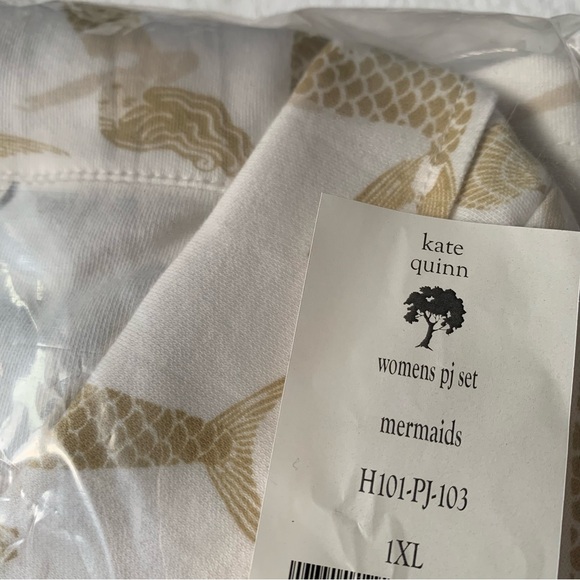 kate
quinn
womens pj set
mermaids
H101-PJ-103
1XL